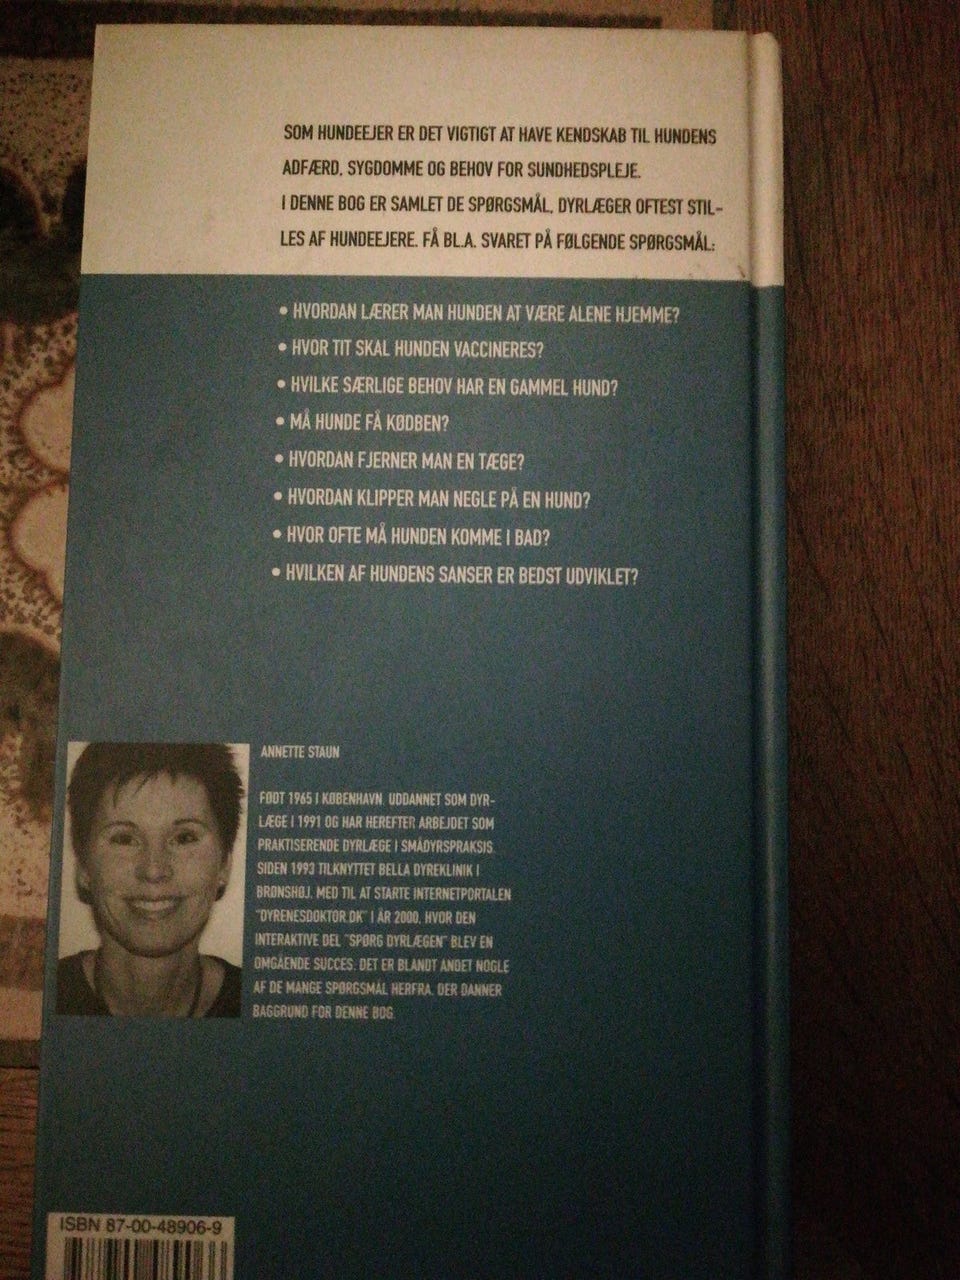 SOM HUNDEEJER ER DET VIGTIGT AT HAVE KENDSKAB TIL HUNDENS
ADFÆRD, SYGDOMME OG BEHOV FOR SUNDHEDSPLEJE.
I DENNE BOG ER SAMLET DE SPØRGSMÅL, DYRLÆGER OFTEST STIL-
LES AF HUNDEEJERE. FÅ BL.A. SVARET PÅ FØLGENDE SPØRGSMÅL:
• HVORDAN LÆRER MAN HUNDEN AT VÆRE ALENE HJEMME?
• HVOR TIT SKAL HUNDEN VACCINERES?
• HVILKE SÆRLIGE BEHOV HAR EN GAMMEL HUND?
• MÅ HUNDE FÅ KØDBEN?
• HVORDAN FJERNER MAN EN TÆGE?
• HVORDAN KLIPPER MAN NEGLE PÅ EN HUND?
• HVOR OFTE MÅ HUNDEN KOMME I BAD?
• HVILKEN AF HUNDENS SANSER ER BEDST UDVIKLET?
ANNETTE STAUN
FØDT 1965 I KØBENHAVN. UDDANNET SOM DYR-
LÆGE I 1991 OG HAR HEREFTER ARBEJDET SOM
PRAKTISERENDE DYRLÆGE I SMÅDYRSPRAKSIS.
SIDEN 1993 TILKNYTTET BELLA DYREKLINIK I
BRØNSHØJ. MED TIL AT STARTE INTERNETPORTALEN
"DYRENESDOKTOR.DK" I ÅR 2000, HVOR DEN
INTERAKTIVE DEL "SPØRG DYRLÆGEN" BLEV EN
OMGÅENDE SUCCES. DET ER BLANDT ANDET NOGLE
AF DE MANGE SPØRGSMÅL HERFRA, DER DANNER
BAGGRUND FOR DENNE BOG.
ISBN 87-00-48906-9